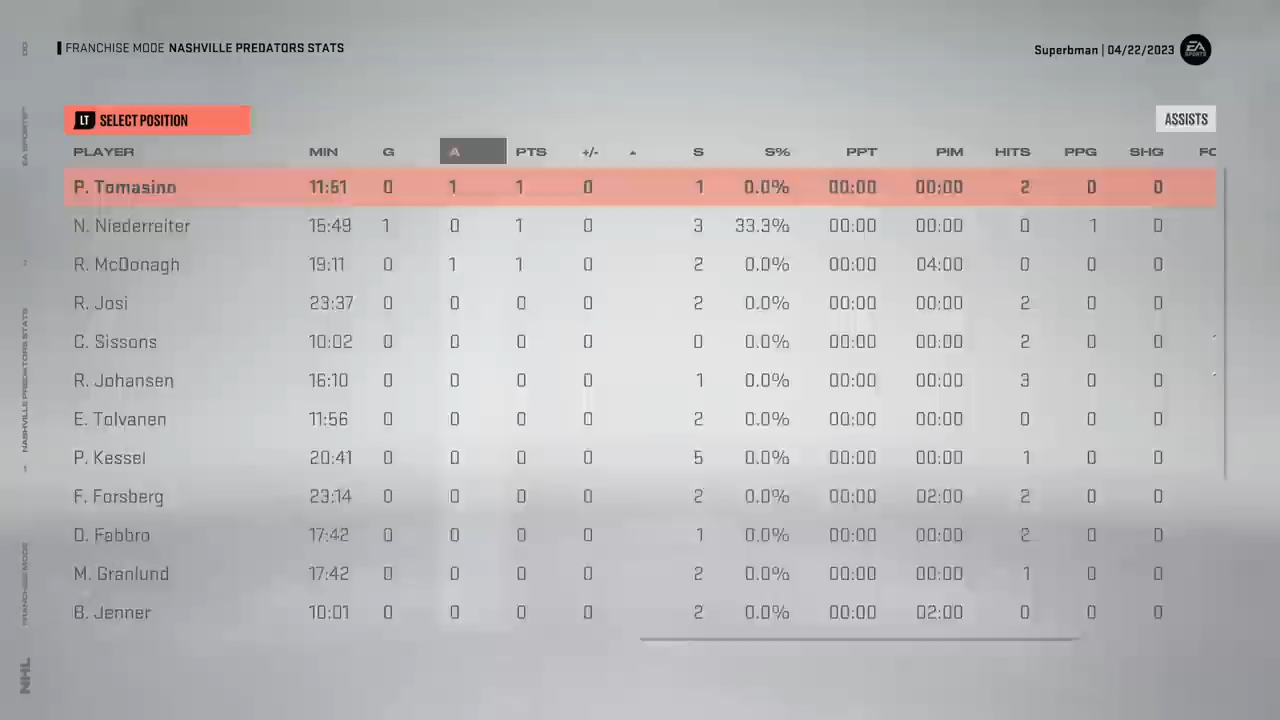 FRANCHISE MODE NASHVILLE PREDATORS STATS
Superbman | 04/22/2023
EA SPORTS
LT SELECT POSITION
ASSISTS
PLAYER MIN G A PTS +/- S S% PPT PIM HITS PPG SHG FC
P. Tomasino 11:51 0 1 1 0 1 0.0% 00:00 00:00 2 0 0
N. Niederreiter 15:49 1 0 1 0 3 33.3% 00:00 00:00 0 1 0
R. McDonagh 19:11 0 1 1 0 2 0.0% 00:00 04:00 0 0 0
R. Josi 23:37 0 0 0 0 2 0.0% 00:00 00:00 2 0 0
C. Sissons 10:02 0 0 0 0 0 0.0% 00:00 00:00 2 0 0
R. Johansen 16:10 0 0 0 0 1 0.0% 00:00 00:00 3 0 0
E. Tolvanen 11:56 0 0 0 0 2 0.0% 00:00 00:00 0 0 0
P. Kessel 20:41 0 0 0 0 5 0.0% 00:00 00:00 1 0 0
F. Forsberg 23:14 0 0 0 0 2 0.0% 00:00 02:00 2 0 0
D. Fabbro 17:42 0 0 0 0 1 0.0% 00:00 00:00 2 0 0
M. Granlund 17:42 0 0 0 0 2 0.0% 00:00 00:00 1 0 0
B. Jenner 10:01 0 0 0 0 2 0.0% 00:00 02:00 0 0 0
EA SPORTS
NASHVILLE PREDATORS STATS
FRANCHISE MODE
NHL